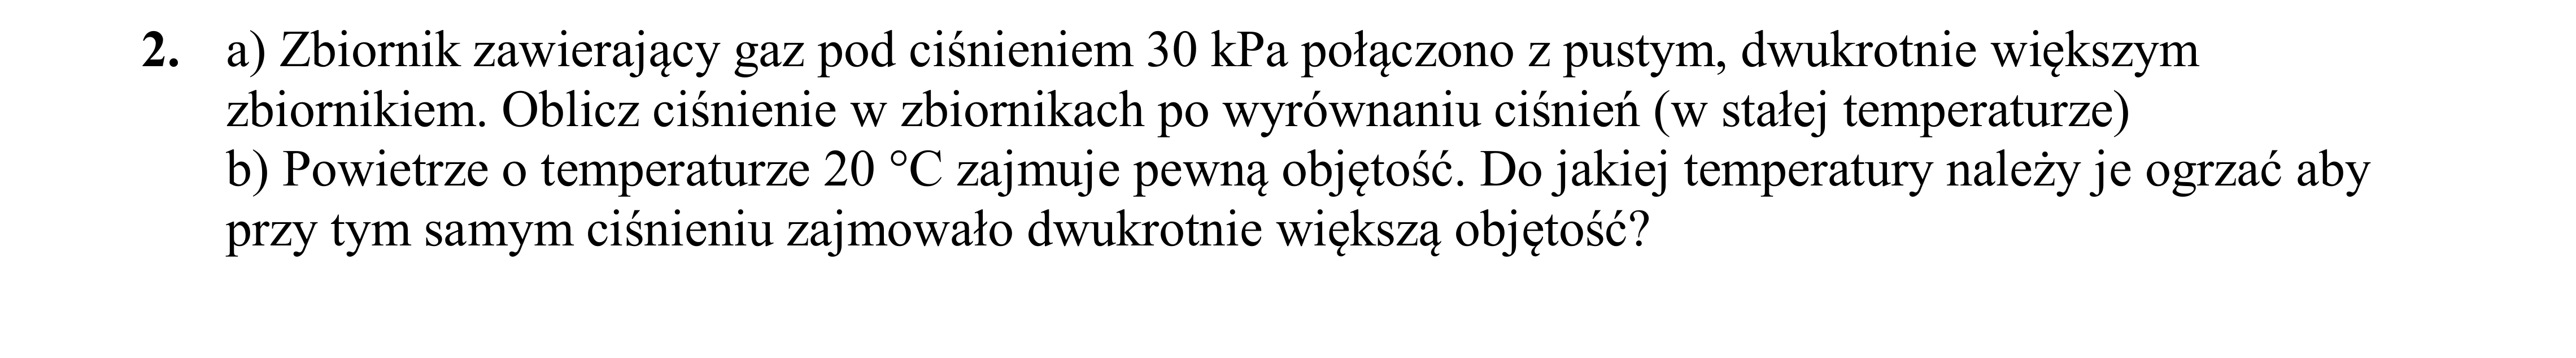 2. a) Zbiornik zawierający gaz pod ciśnieniem 30 kPa połączono z pustym, dwukrotnie większym
zbiornikiem. Oblicz ciśnienie w zbiornikach po wyrównaniu ciśnień (w stałej temperaturze)
b) Powietrze o temperaturze 20 °C zajmuje pewną objętość. Do jakiej temperatury należy je ogrzać aby
przy tym samym ciśnieniu zajmowało dwukrotnie większą objętość?